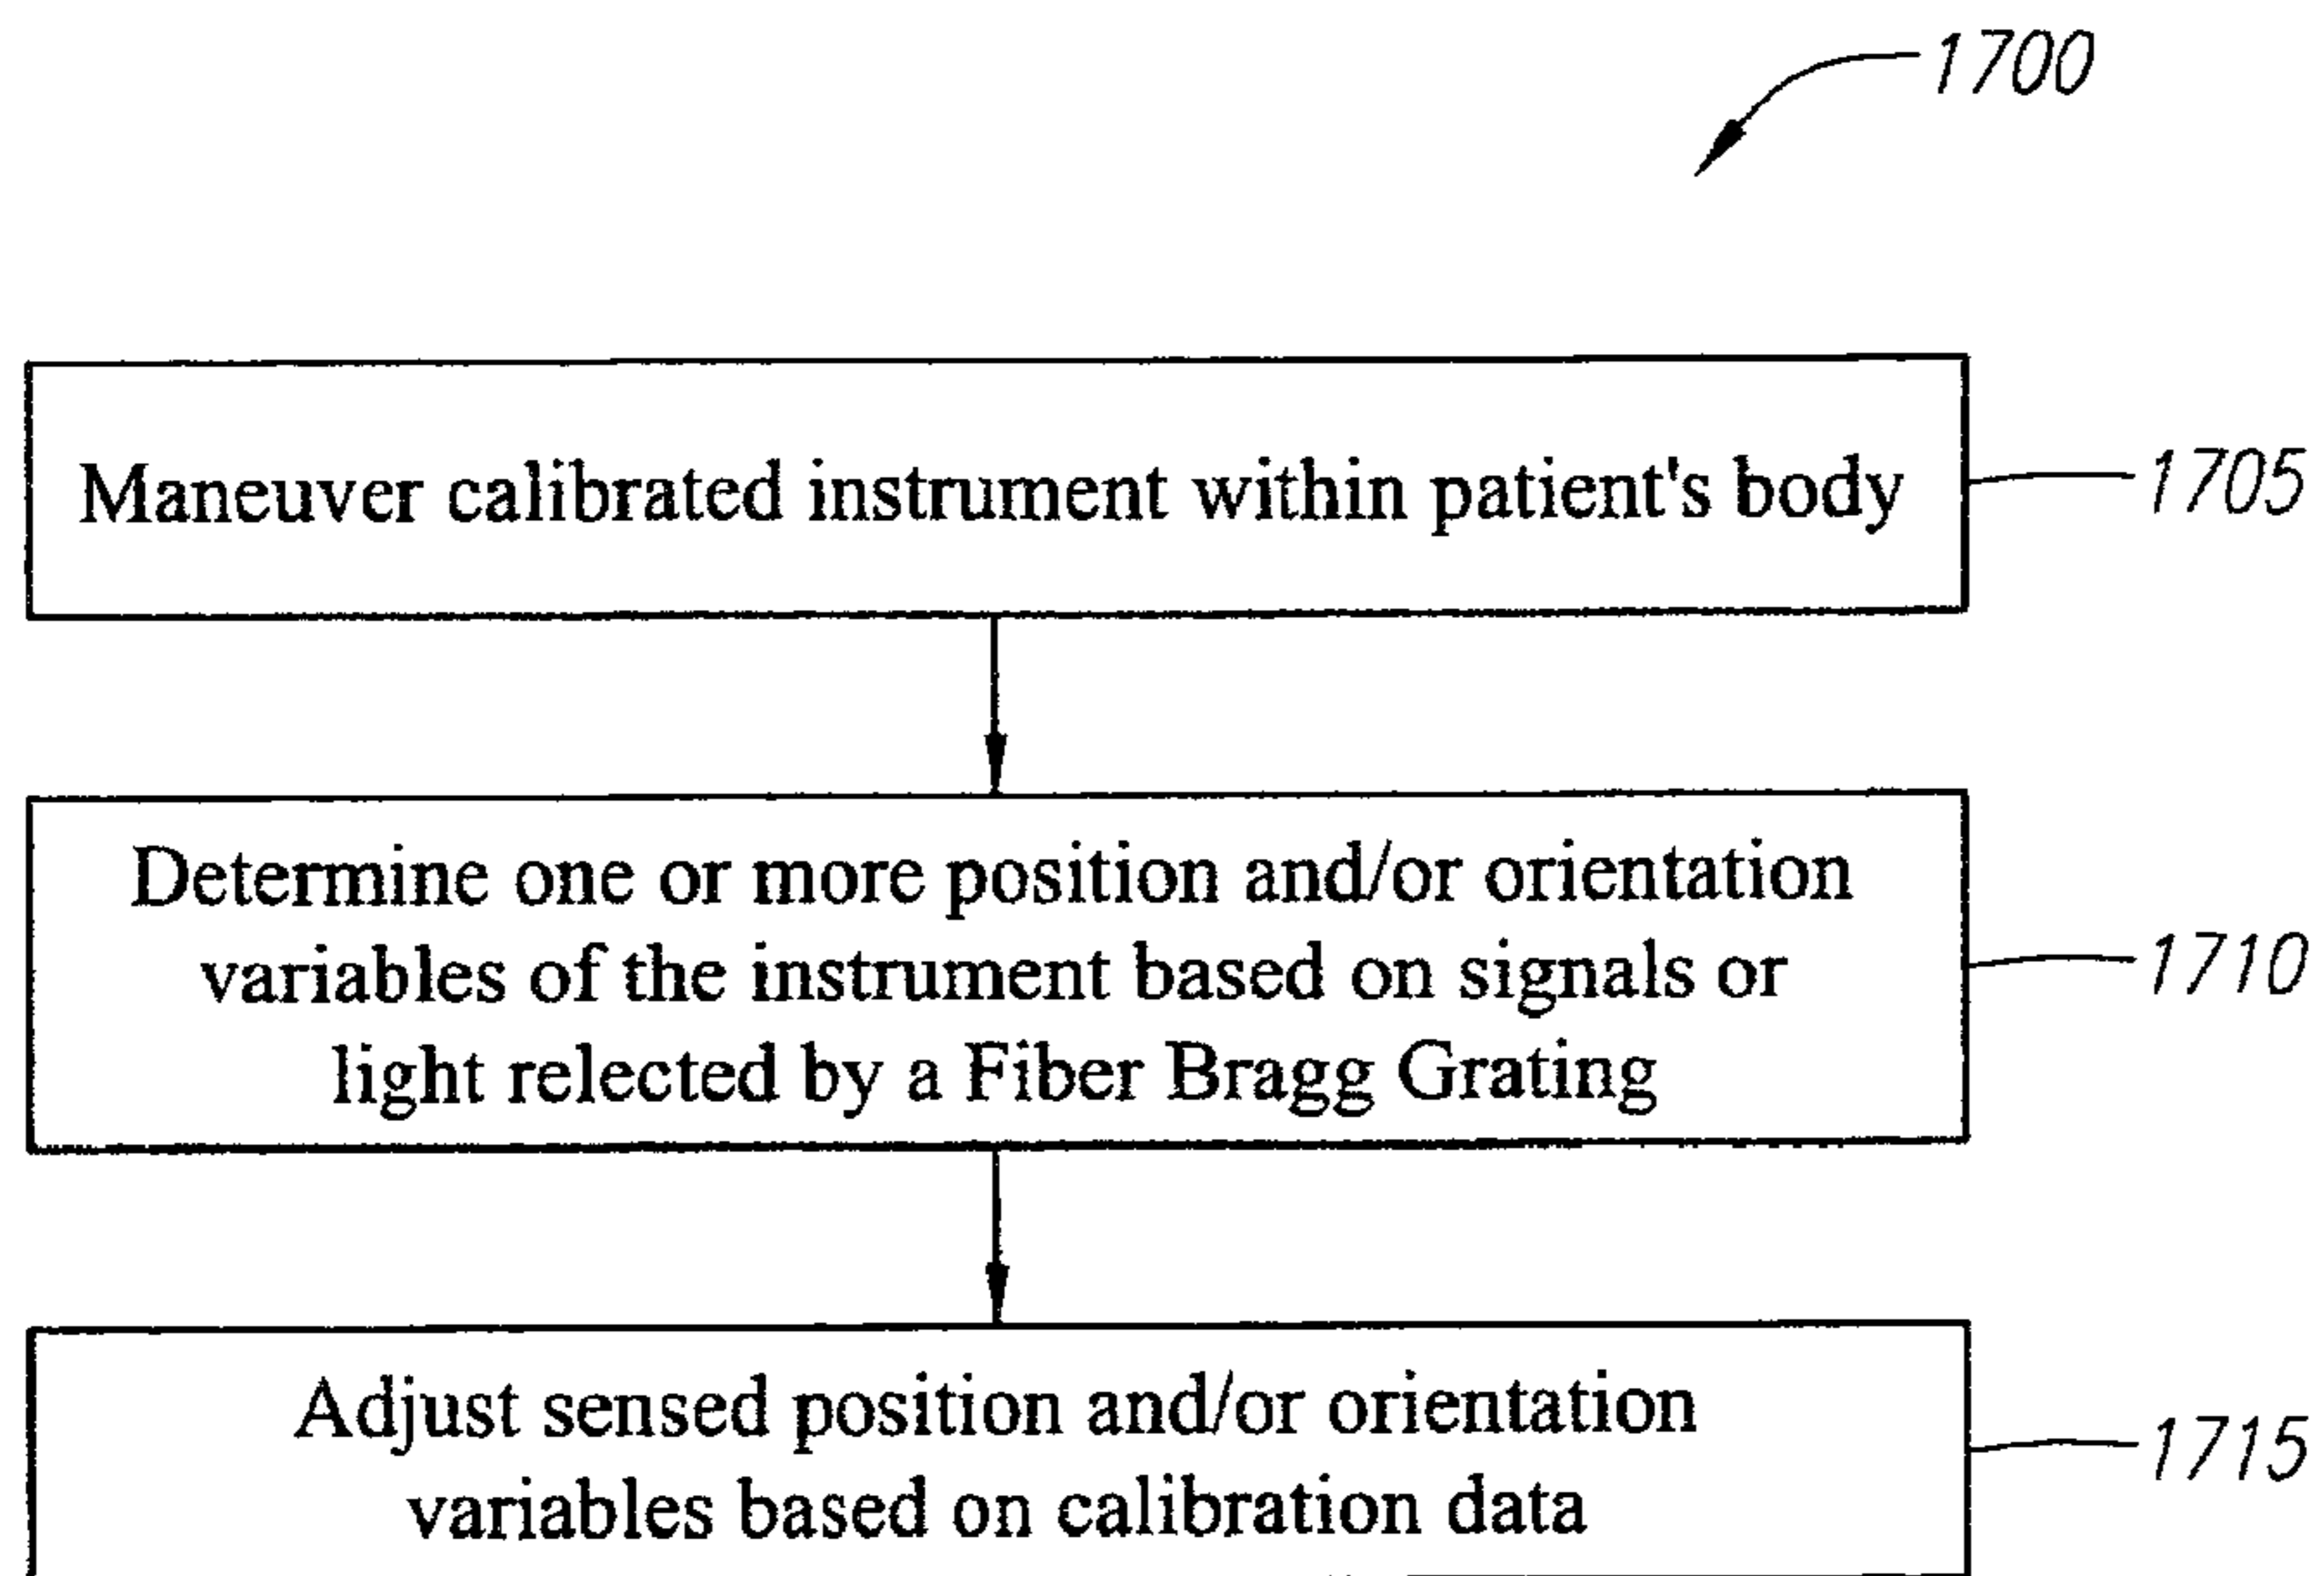 1700
Maneuver calibrated instrument within patient's body
1705
Determine one or more position and/or orientation
variables of the instrument based on signals or
light relected by a Fiber Bragg Grating
1710
Adjust sensed position and/or orientation
variables based on calibration data
1715